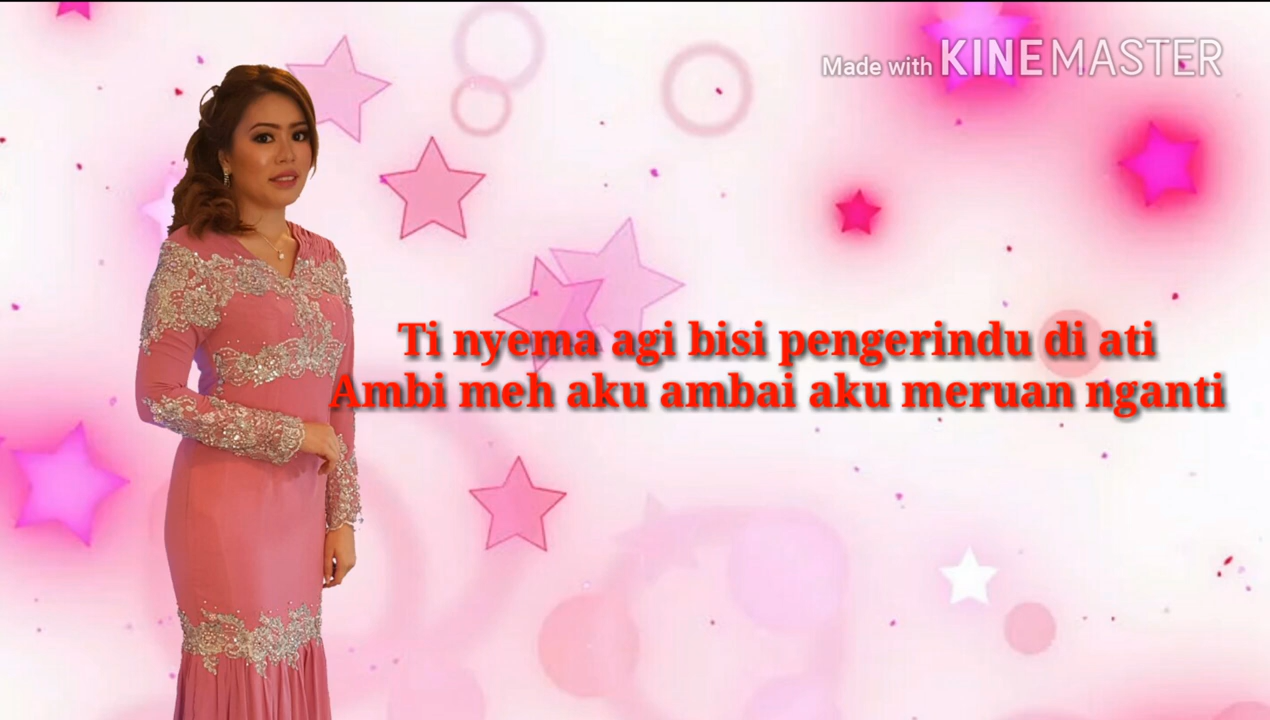 Made with KINEMASTER
Ti nyema agi bisi pengerindu di ati
Ambi meh aku ambai aku meruan nganti